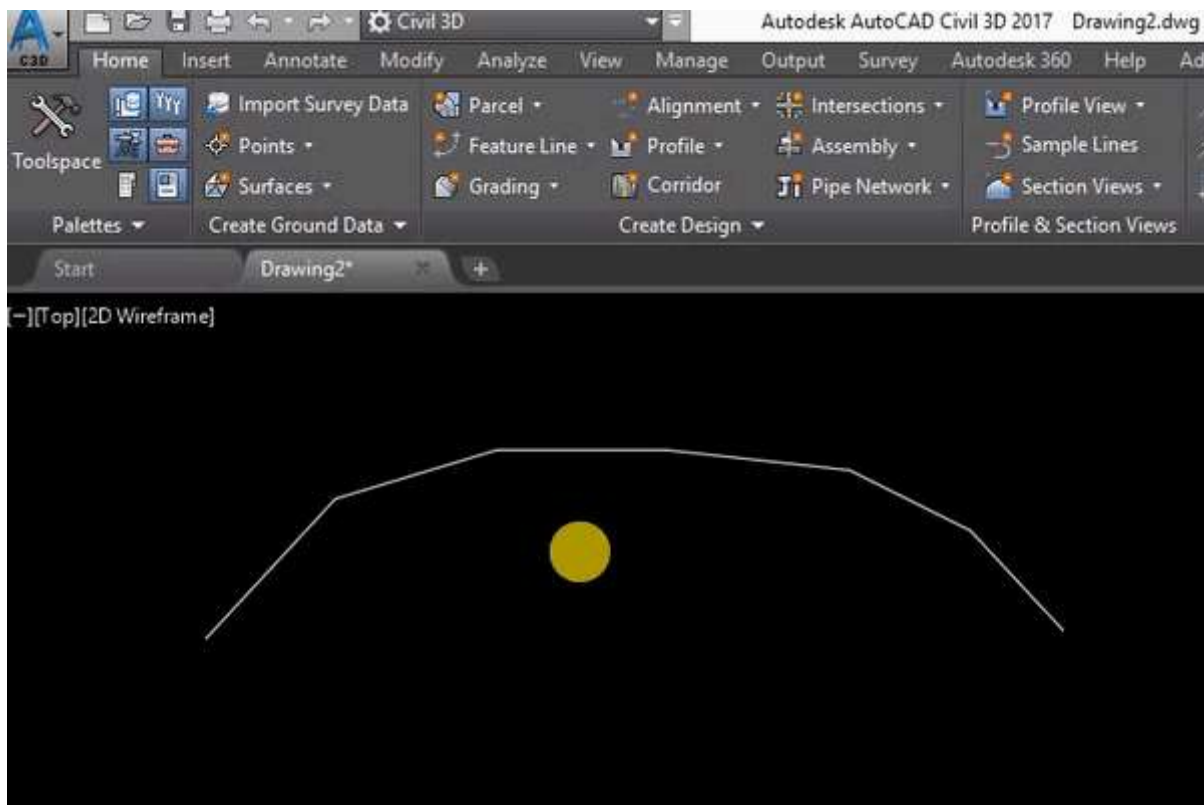 Civil 3D Autodesk AutoCAD Civil 3D 2017 Drawing2.dwg
C3D Home Insert Annotate Modify Analyze View Manage Output Survey Autodesk 360 Help Ad
Import Survey Data Parcel Alignment Intersections Profile View
Toolspace Points Feature Line Profile Assembly Sample Lines
Surfaces Grading Corridor Pipe Network Section Views
Palettes Create Ground Data Create Design Profile & Section Views
Start Drawing2* +
[−][Top][2D Wireframe]